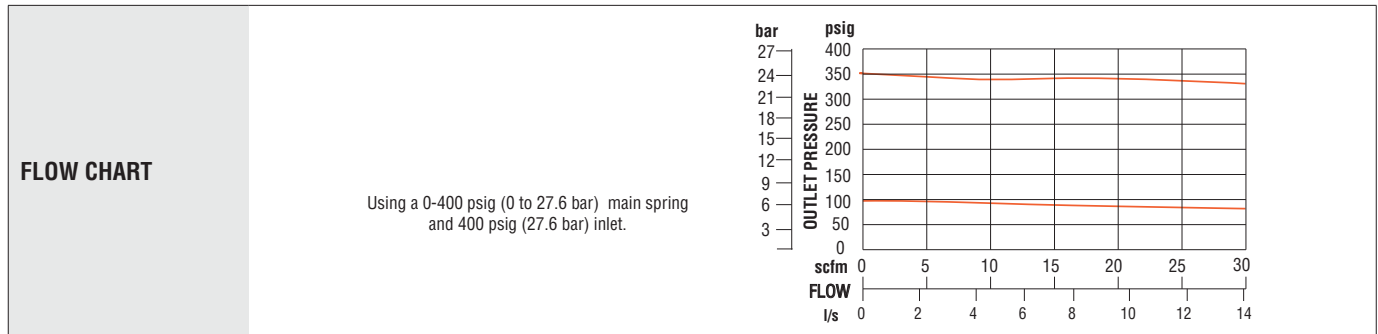 FLOW CHART
Using a 0-400 psig (0 to 27.6 bar) main spring
and 400 psig (27.6 bar) inlet.
bar psig
27 400
24 350
21 300
18 250
15 200
12 150
9 100
6 50
3 0
OUTLET PRESSURE
scfm 0 5 10 15 20 25 30
FLOW
l/s 0 2 4 6 8 10 12 14